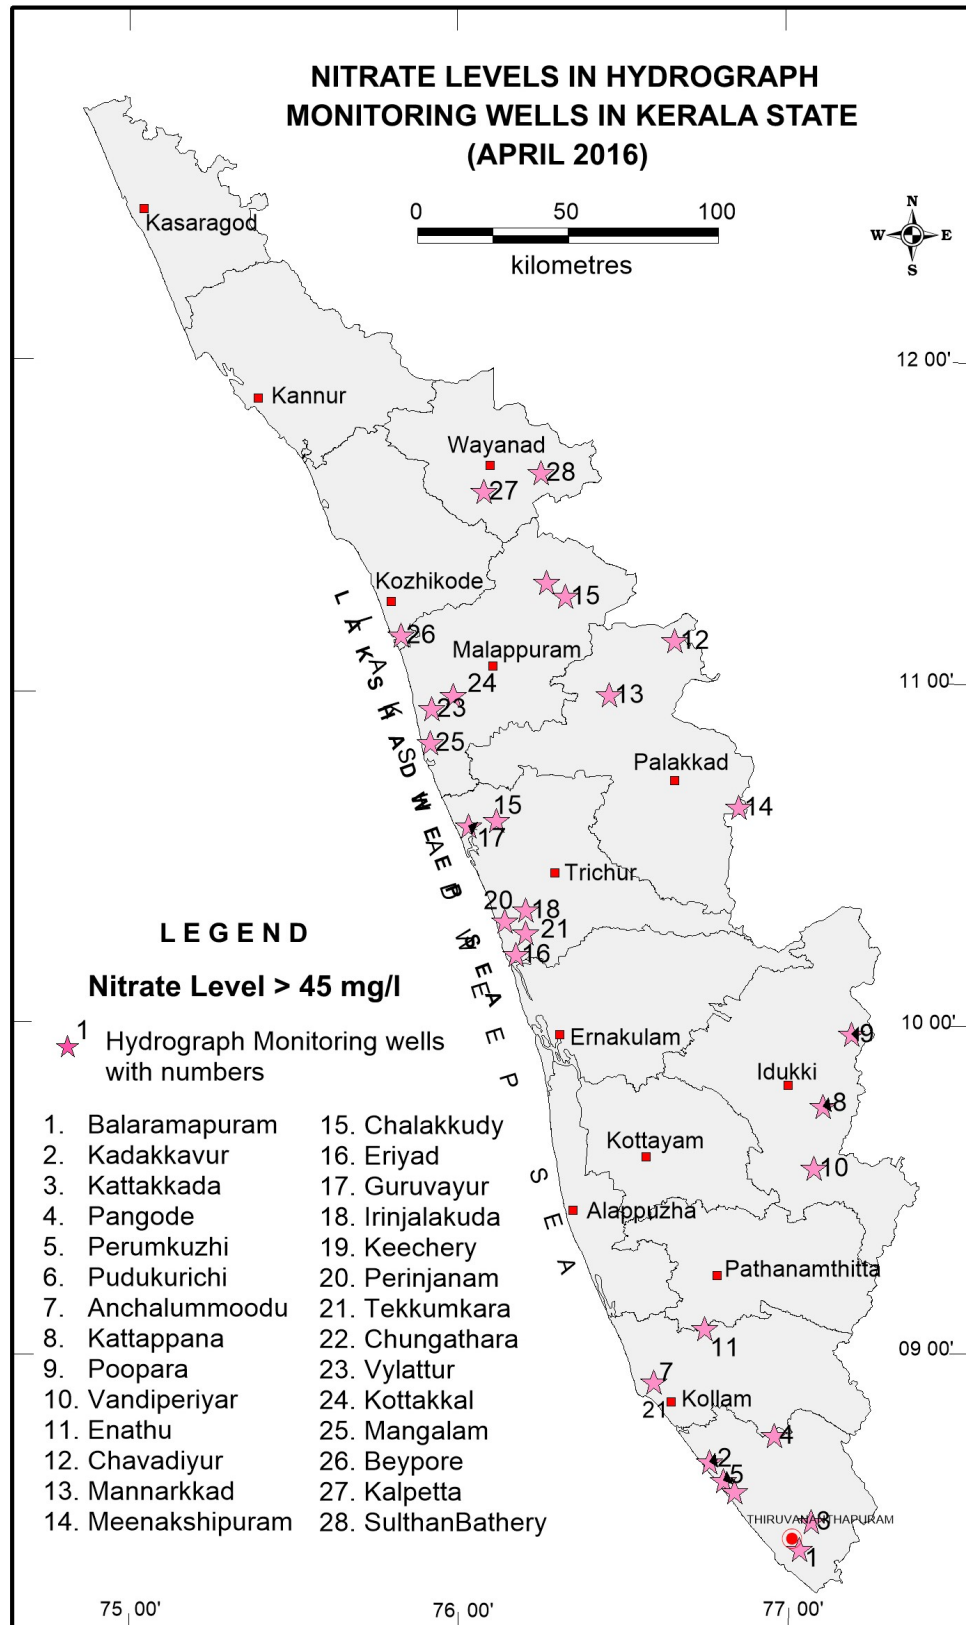 NITRATE LEVELS IN HYDROGRAPH
MONITORING WELLS IN KERALA STATE
(APRIL 2016)
0 50 100
kilometres
N
W E
S
Kasaragod
12 00'
Kannur
Wayanad
28
27
Kozhikode
15
26
12
Malappuram
24
11 00'
13
23
25
Palakkad
15
14
17
Trichur
20
18
21
16
LAKSHADWEEP SEA
LAKSHADWEEP SEA
Ernakulam
10 00'
9
Idukki
8
Kottayam
10
Alappuzha
Pathanamthitta
11
09 00'
7
Kollam
21
4
2
5
THIRUVANANTHAPURAM
3
1
LEGEND
Nitrate Level > 45 mg/l
1 Hydrograph Monitoring wells
with numbers
1. Balaramapuram
2. Kadakkavur
3. Kattakkada
4. Pangode
5. Perumkuzhi
6. Pudukurichi
7. Anchalummoodu
8. Kattappana
9. Poopara
10. Vandiperiyar
11. Enathu
12. Chavadiyur
13. Mannarkkad
14. Meenakshipuram
15. Chalakkudy
16. Eriyad
17. Guruvayur
18. Irinjalakuda
19. Keechery
20. Perinjanam
21. Tekkumkara
22. Chungathara
23. Vylattur
24. Kottakkal
25. Mangalam
26. Beypore
27. Kalpetta
28. SulthanBathery
75 00' 76 00' 77 00'